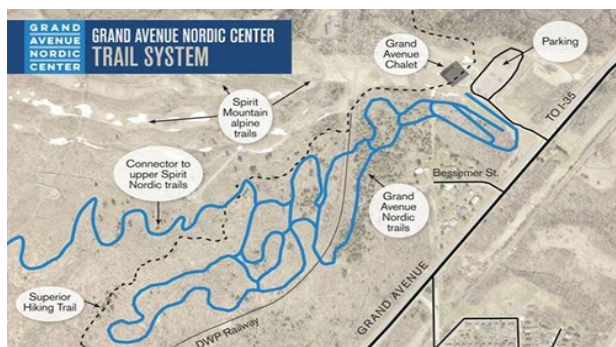 GRAND
AVENUE
NORDIC
CENTER
GRAND AVENUE NORDIC CENTER
TRAIL SYSTEM
Grand
Avenue
Chalet
Parking
TO I-35
Spirit
Mountain
alpine
trails
Connector to
upper Spirit
Nordic trails
Bessemer St.
Grand
Avenue
Nordic
trails
Superior
Hiking Trail
DWP Railway
GRAND AVENUE